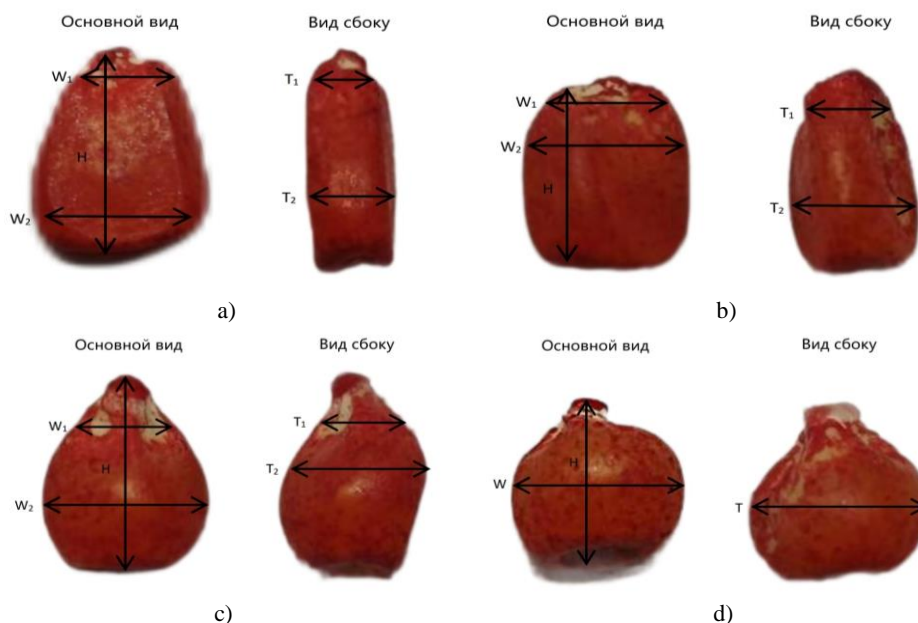 Основной вид
Вид сбоку
Основной вид
Вид сбоку
W₁
H
W₂
T₁
T₂
W₁
W₂
H
T₁
T₂
a)
b)
Основной вид
Вид сбоку
Основной вид
Вид сбоку
W₁
H
W₂
T₁
T₂
W
H
T
c)
d)